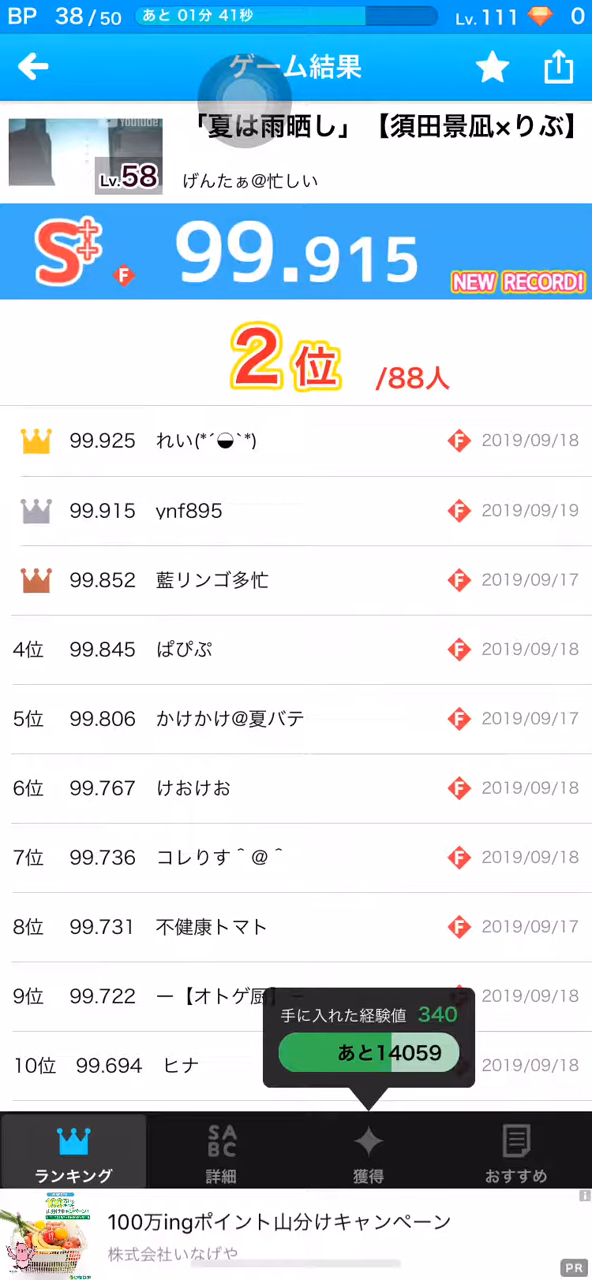 BP 38/50 あと 01分 41秒 Lv.111 0
ゲーム結果
YouTube
「夏は雨晒し」【須田景凪×りぶ】
Lv.58
げんたぁ@忙しい
S++ F 99.915
NEW RECORD!
2位 /88人
99.925 れい(*´◒`*) F 2019/09/18
99.915 ynf895 F 2019/09/19
99.852 藍リンゴ多忙 F 2019/09/17
4位 99.845 ぱぴぷ F 2019/09/18
5位 99.806 かけかけ@夏バテ F 2019/09/17
6位 99.767 けおけお F 2019/09/18
7位 99.736 コレりす＾@＾ F 2019/09/18
8位 99.731 不健康トマト F 2019/09/17
9位 99.722 ー【オトゲ厨】ー F 2019/09/18
手に入れた経験値 340
あと14059
10位 99.694 ヒナ 2019/09/18
SA
BC
ランキング 詳細 獲得 おすすめ
100万ingポイント山分けキャンペーン
株式会社いなげや
PR